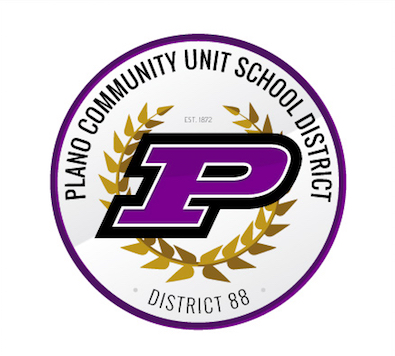 PLANO COMMUNITY UNIT SCHOOL DISTRICT
EST. 1872
P
· DISTRICT 88 ·